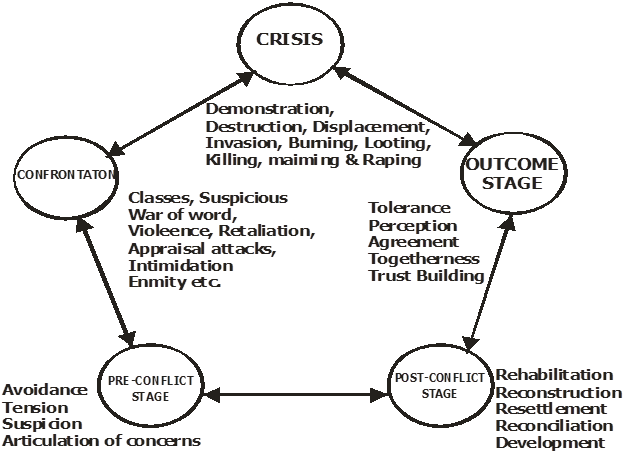 CRISIS
Demonstration,
Destruction, Displacement,
Invasion, Burning, Looting,
Killing, maiming & Raping
CONFRONTATON
OUTCOME
STAGE
Classes, Suspicious
War of word,
Violeence, Retaliation,
Appraisal attacks,
Intimidation
Enmity etc.
Tolerance
Perception
Agreement
Togetherness
Trust Building
PRE-CONFLICT
STAGE
POST-CONFLICT
STAGE
Avoidance
Tension
Suspicion
Articulation of concerns
Rehabilitation
Reconstruction
Resettlement
Reconciliation
Development